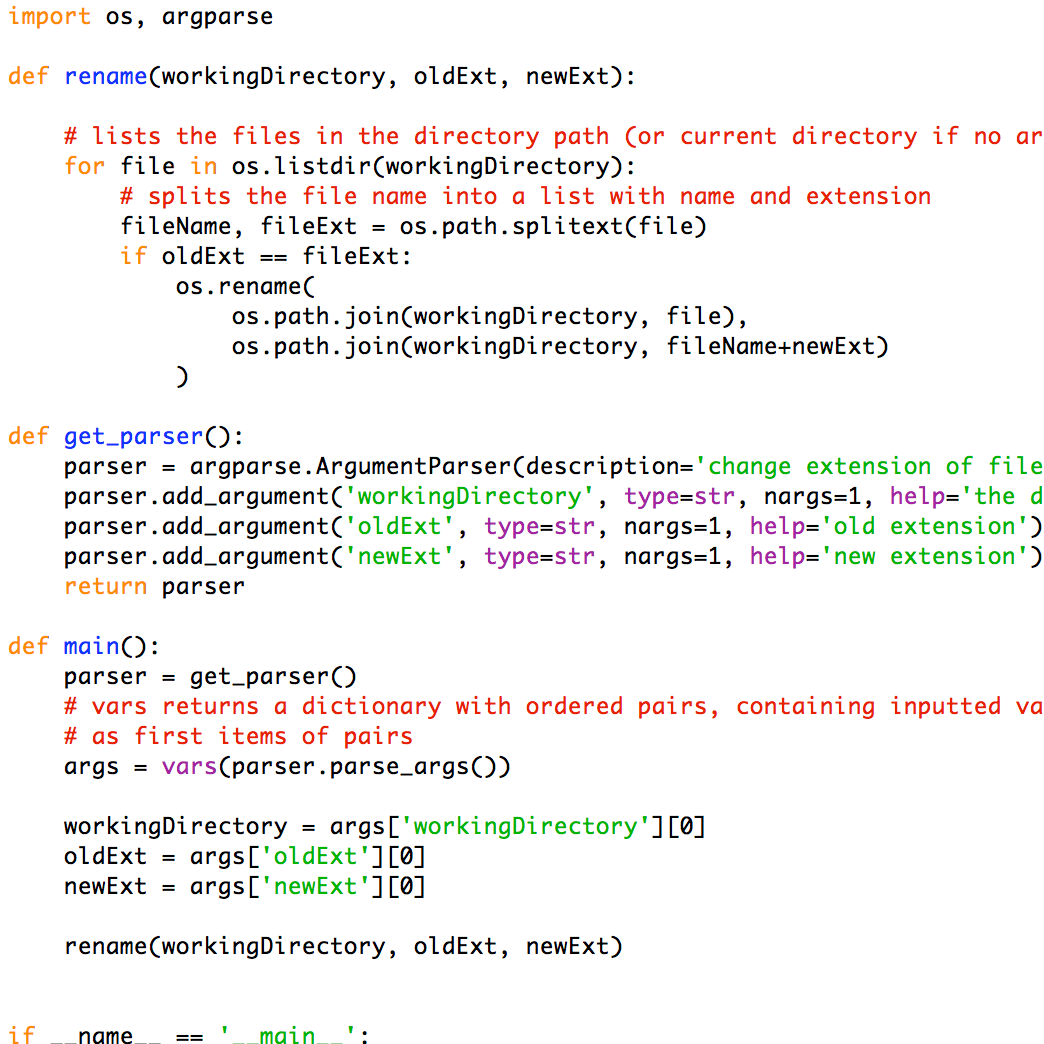 import os, argparse
def rename(workingDirectory, oldExt, newExt):
# lists the files in the directory path (or current directory if no ar
for file in os.listdir(workingDirectory):
# splits the file name into a list with name and extension
fileName, fileExt = os.path.splitext(file)
if oldExt == fileExt:
os.rename(
os.path.join(workingDirectory, file),
os.path.join(workingDirectory, fileName+newExt)
)
def get_parser():
parser = argparse.ArgumentParser(description='change extension of file
parser.add_argument('workingDirectory', type=str, nargs=1, help='the d
parser.add_argument('oldExt', type=str, nargs=1, help='old extension')
parser.add_argument('newExt', type=str, nargs=1, help='new extension')
return parser
def main():
parser = get_parser()
# vars returns a dictionary with ordered pairs, containing inputted va
# as first items of pairs
args = vars(parser.parse_args())
workingDirectory = args['workingDirectory'][0]
oldExt = args['oldExt'][0]
newExt = args['newExt'][0]
rename(workingDirectory, oldExt, newExt)
if __name__ == '__main__':